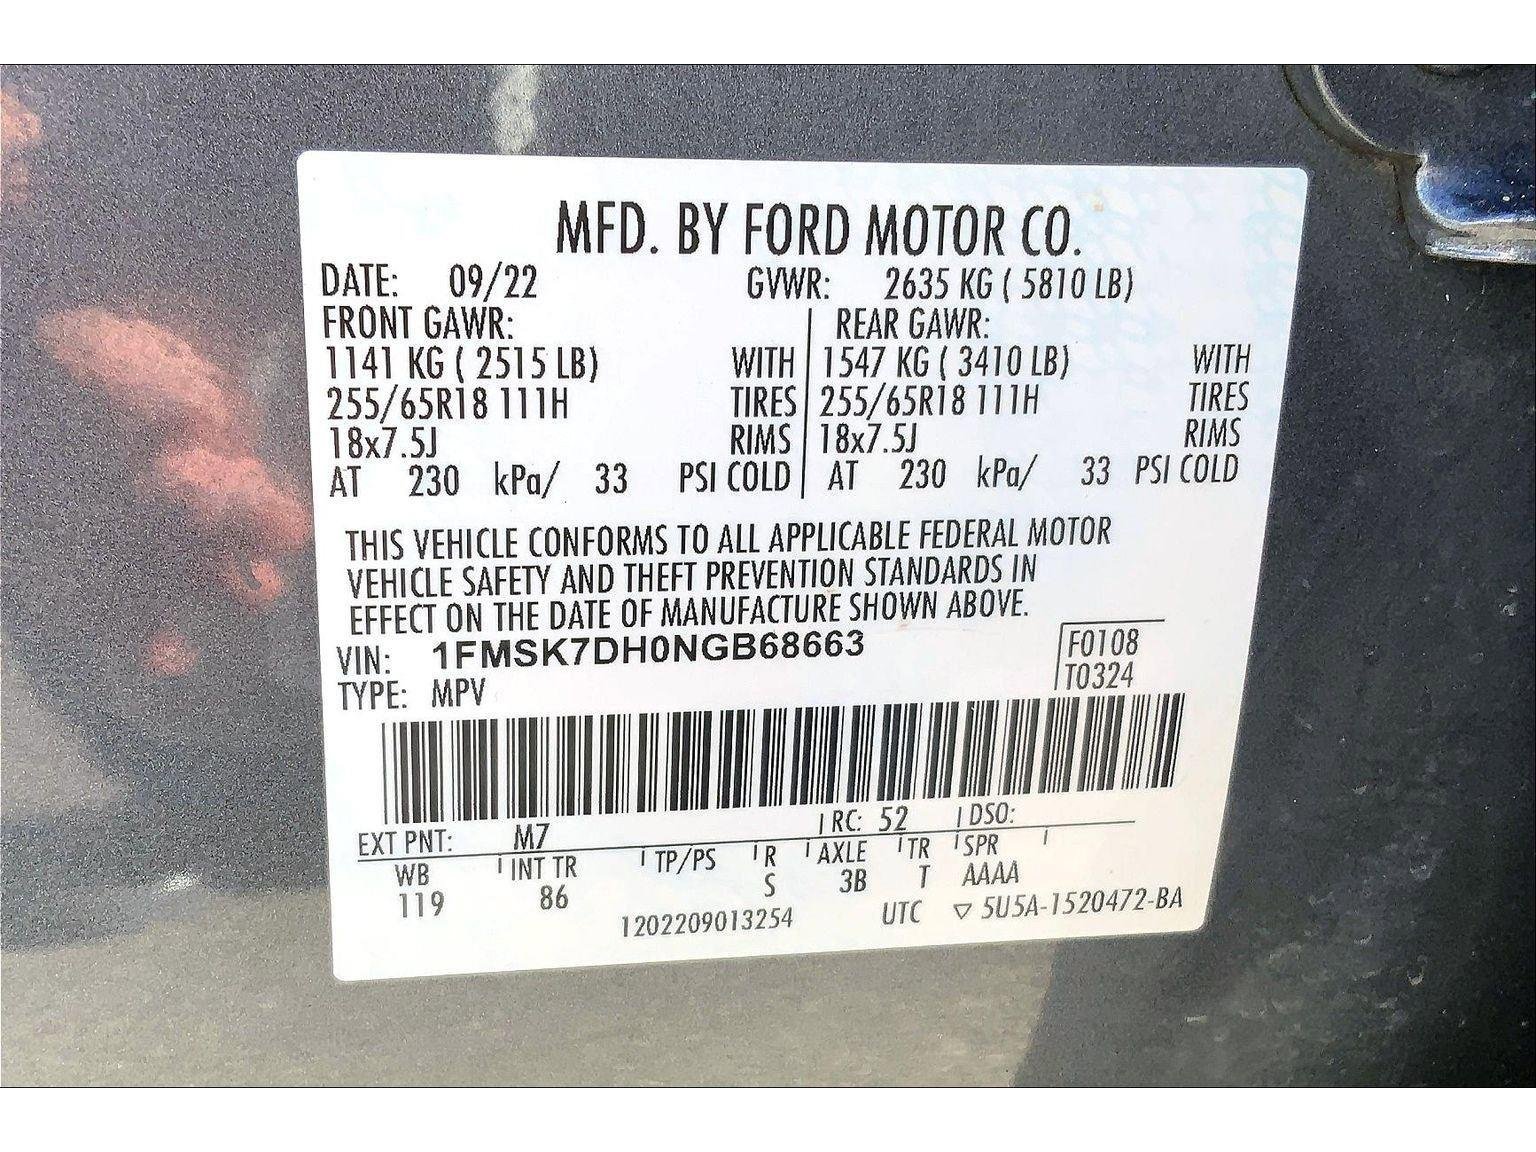 MFD. BY FORD MOTOR CO.
DATE: 09/22 GVWR: 2635 KG ( 5810 LB)
FRONT GAWR: REAR GAWR:
1141 KG ( 2515 LB) WITH 1547 KG ( 3410 LB) WITH
255/65R18 111H TIRES 255/65R18 111H TIRES
18x7.5J RIMS 18x7.5J RIMS
AT 230 kPa/ 33 PSI COLD AT 230 kPa/ 33 PSI COLD
THIS VEHICLE CONFORMS TO ALL APPLICABLE FEDERAL MOTOR
VEHICLE SAFETY AND THEFT PREVENTION STANDARDS IN
EFFECT ON THE DATE OF MANUFACTURE SHOWN ABOVE.
VIN: 1FMSK7DH0NGB68663 F0108
TYPE: MPV T0324
EXT PNT: M7 RC: 52 DSO:
WB INT TR TP/PS R AXLE TR SPR
119 86 S 3B T AAAA
1202209013254 UTC ▽ 5U5A-1520472-BA